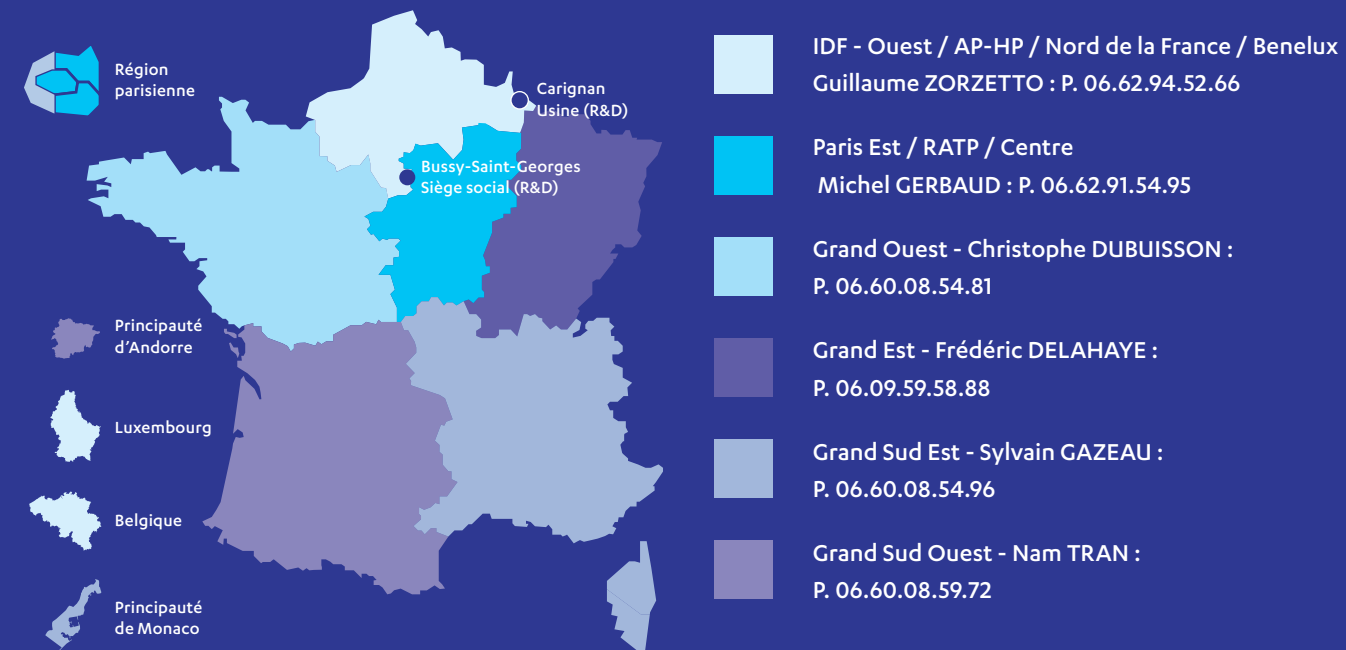 Région
parisienne
Carignan
Usine (R&D)
Bussy-Saint-Georges
Siège social (R&D)
Principauté
d'Andorre
Luxembourg
Belgique
Principauté
de Monaco
IDF - Ouest / AP-HP / Nord de la France / Benelux
Guillaume ZORZETTO : P. 06.62.94.52.66
Paris Est / RATP / Centre
Michel GERBAUD : P. 06.62.91.54.95
Grand Ouest - Christophe DUBUISSON :
P. 06.60.08.54.81
Grand Est - Frédéric DELAHAYE :
P. 06.09.59.58.88
Grand Sud Est - Sylvain GAZEAU :
P. 06.60.08.54.96
Grand Sud Ouest - Nam TRAN :
P. 06.60.08.59.72